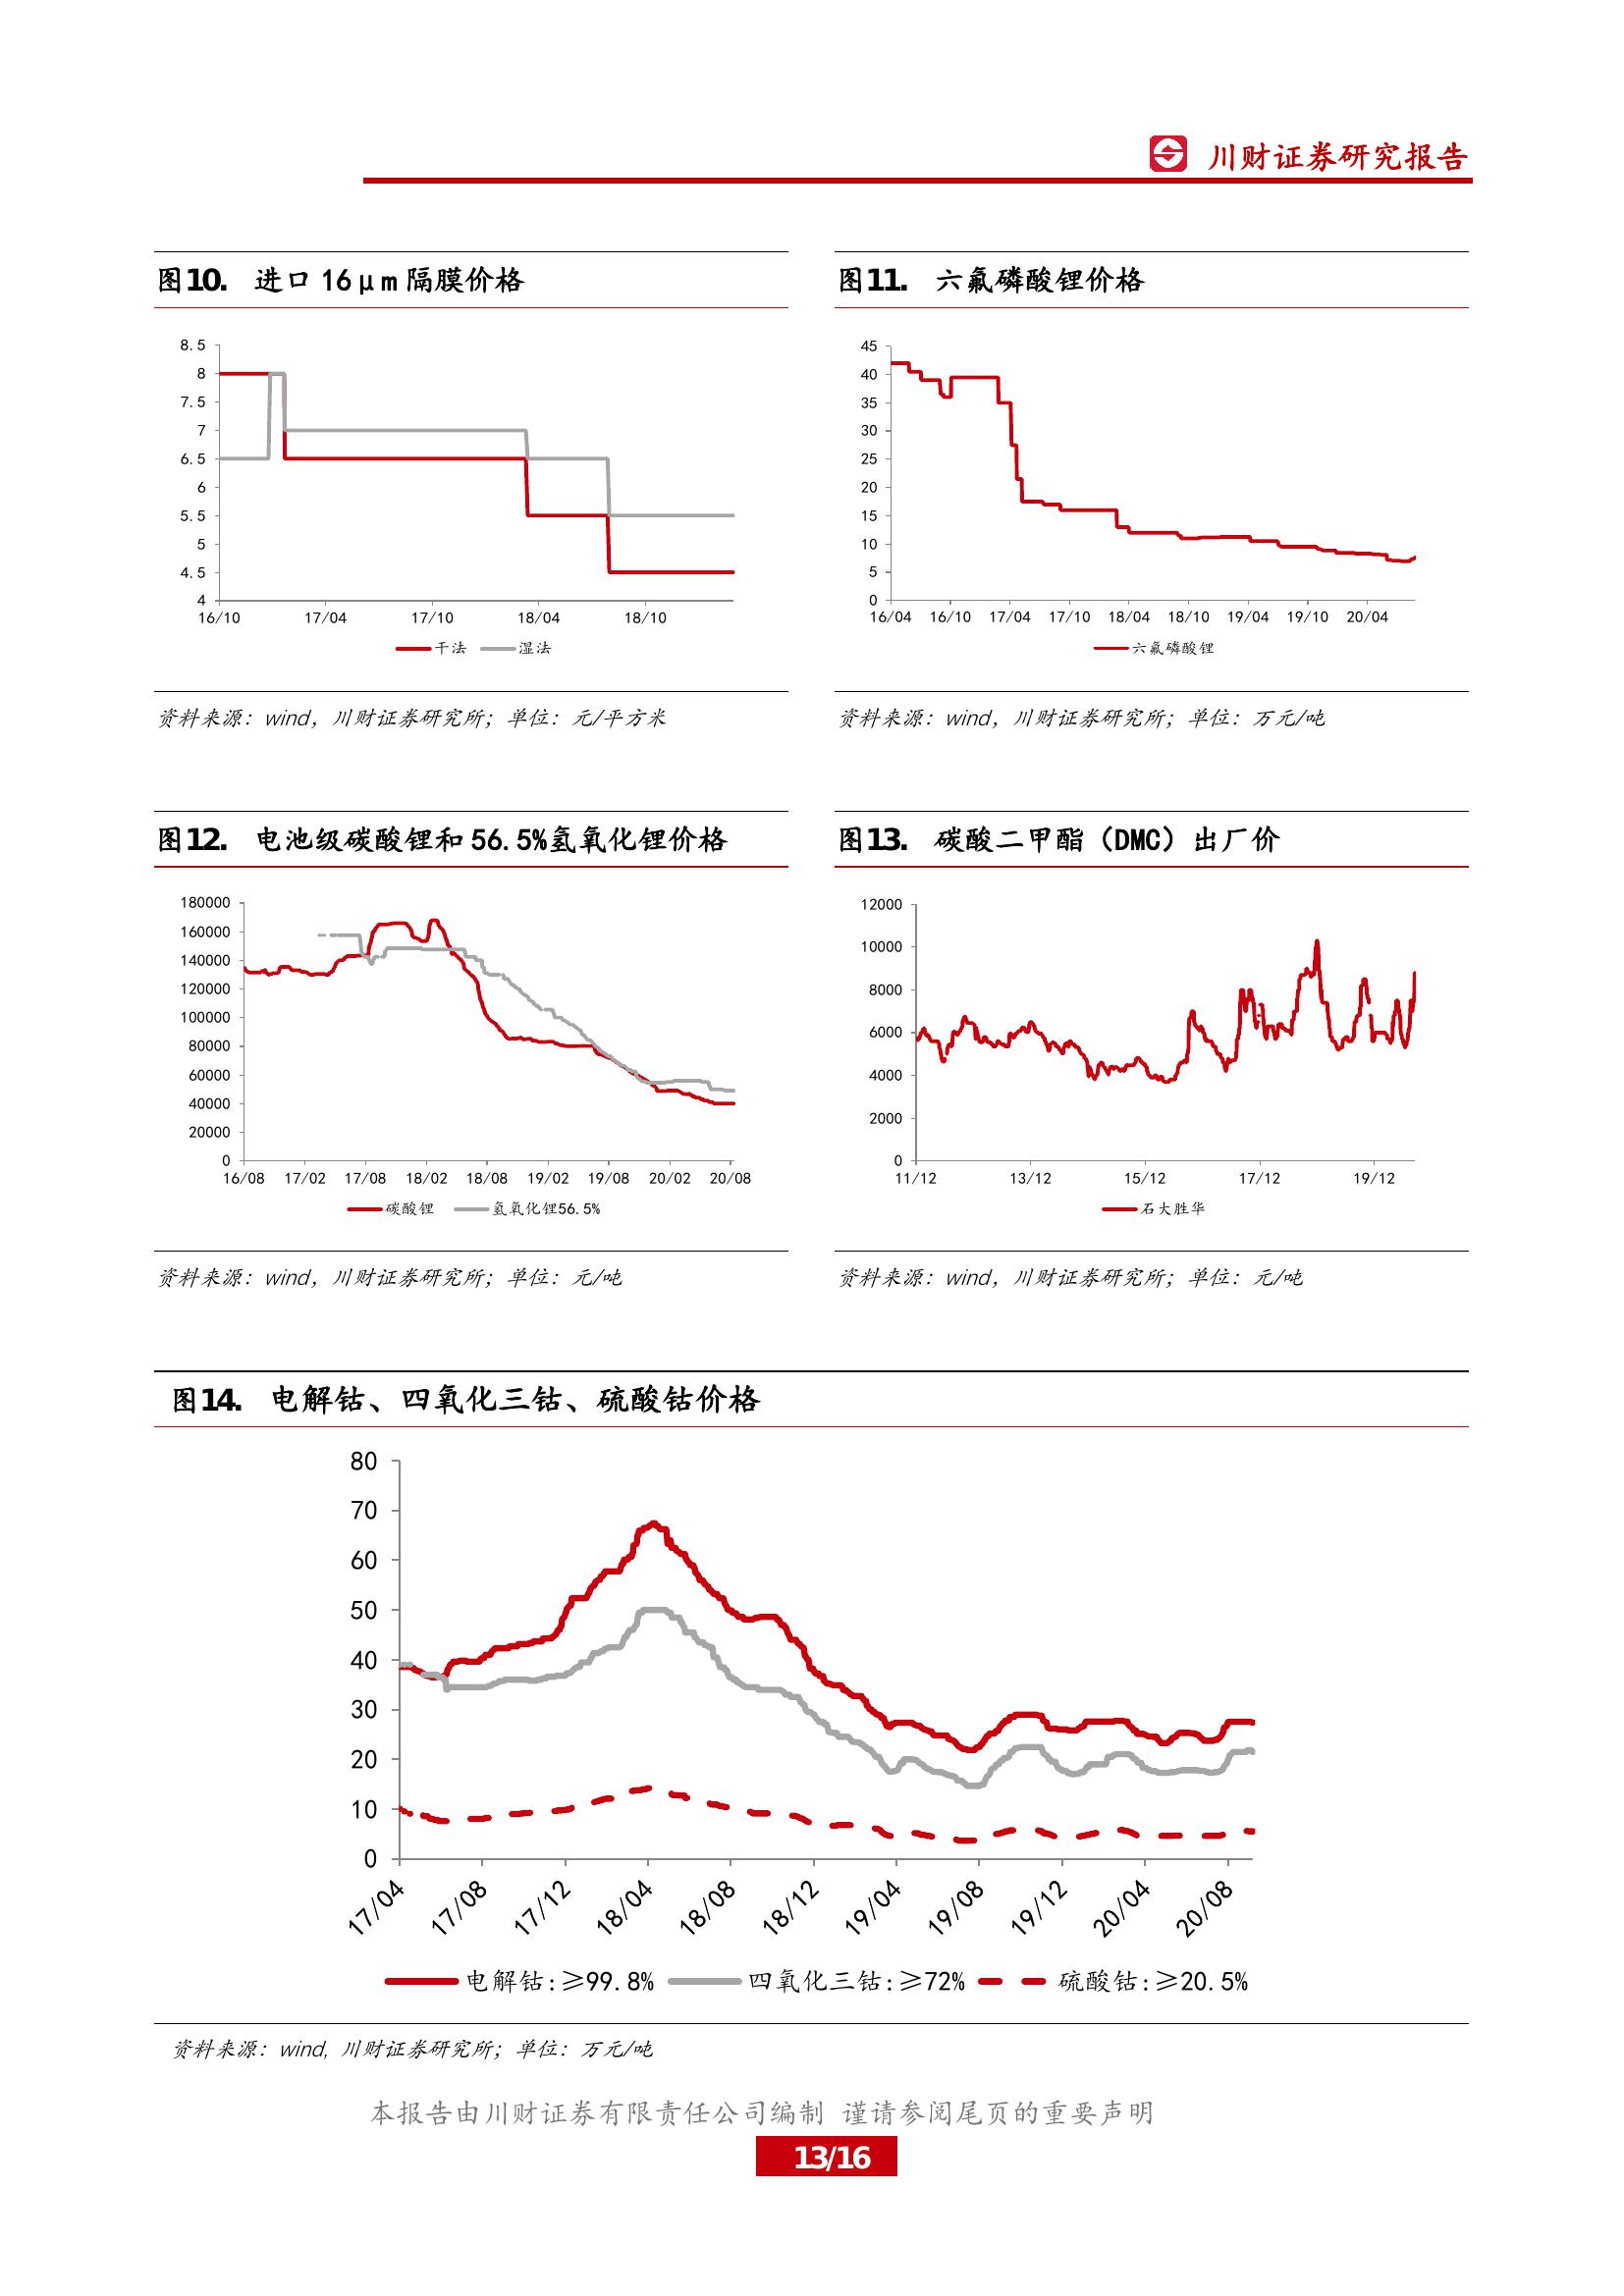 川财证券研究报告
图10. 进口 16μm 隔膜价格
8.5
8
7.5
7
6.5
6
5.5
5
4.5
4
16/10 17/04 17/10 18/04 18/10
干法 湿法
资料来源：wind，川财证券研究所；单位：元/平方米
图11. 六氟磷酸锂价格
45
40
35
30
25
20
15
10
5
0
16/04 16/10 17/04 17/10 18/04 18/10 19/04 19/10 20/04
六氟磷酸锂
资料来源：wind，川财证券研究所；单位：万元/吨
图12. 电池级碳酸锂和 56.5%氢氧化锂价格
180000
160000
140000
120000
100000
80000
60000
40000
20000
0
16/08 17/02 17/08 18/02 18/08 19/02 19/08 20/02 20/08
碳酸锂 氢氧化锂56.5%
资料来源：wind，川财证券研究所；单位：元/吨
图13. 碳酸二甲酯（DMC）出厂价
12000
10000
8000
6000
4000
2000
0
11/12 13/12 15/12 17/12 19/12
石大胜华
资料来源：wind，川财证券研究所；单位：元/吨
图14. 电解钴、四氧化三钴、硫酸钴价格
80
70
60
50
40
30
20
10
0
17/04 17/08 17/12 18/04 18/08 18/12 19/04 19/08 19/12 20/04 20/08
电解钴:≥99.8% 四氧化三钴:≥72% 硫酸钴:≥20.5%
资料来源：wind, 川财证券研究所；单位：万元/吨
本报告由川财证券有限责任公司编制 谨请参阅尾页的重要声明
13/16